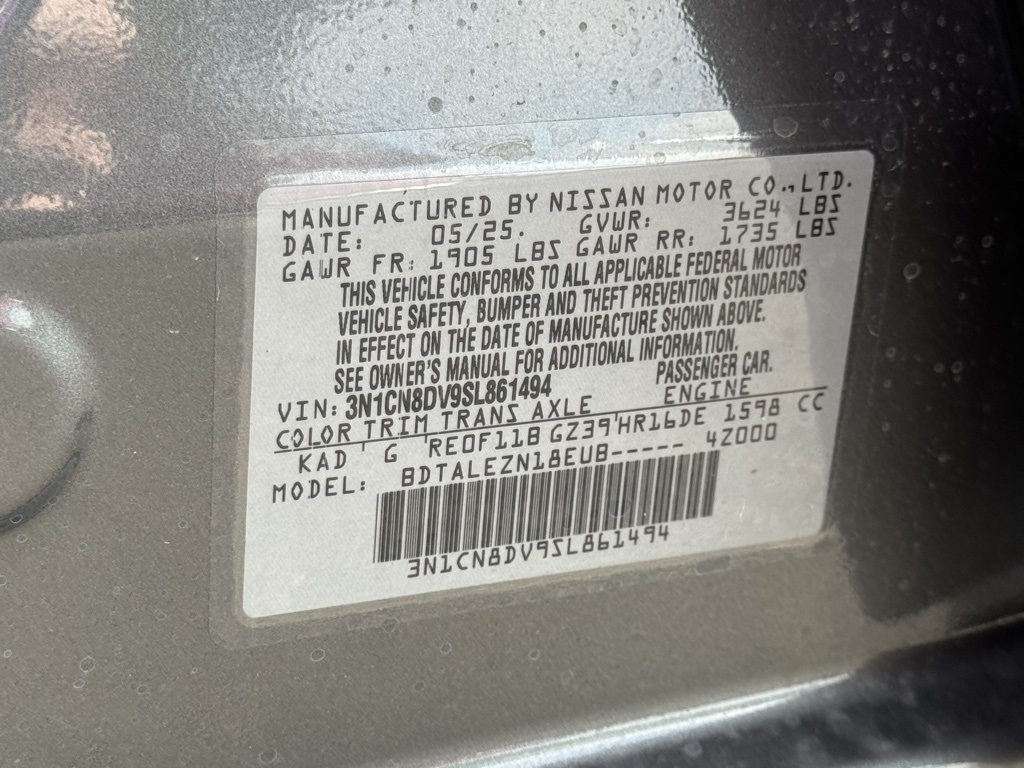 MANUFACTURED BY NISSAN MOTOR CO.,LTD.
DATE: 05/25. GVWR: 3624 LBS
GAWR FR: 1905 LBS GAWR RR: 1735 LBS
THIS VEHICLE CONFORMS TO ALL APPLICABLE FEDERAL MOTOR
VEHICLE SAFETY, BUMPER AND THEFT PREVENTION STANDARDS
IN EFFECT ON THE DATE OF MANUFACTURE SHOWN ABOVE.
SEE OWNER'S MANUAL FOR ADDITIONAL INFORMATION.
VIN: 3N1CN8DV9SL861494 PASSENGER CAR.
COLOR TRIM TRANS AXLE ENGINE
KAD G RE0F11B GZ39 HR16DE 1598 CC
MODEL: BDTALEZN18EUB----- 42000
3N1CN8DV9SL861494